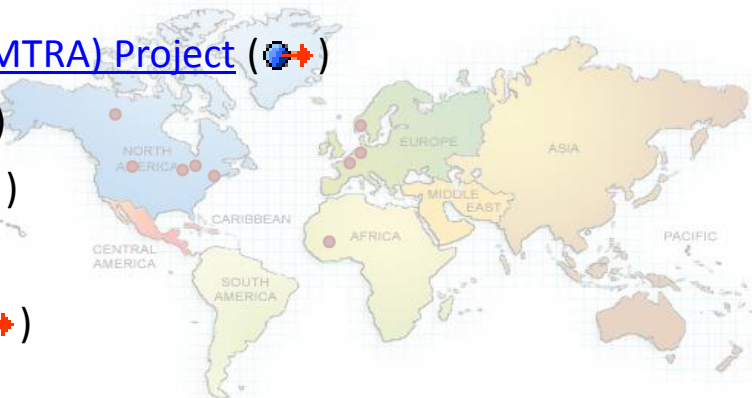 MTRA) Project ( )
)
NORTH
AMERICA
EUROPE
ASIA
)
MIDDLE
EAST
CARIBBEAN
CENTRAL
AMERICA
AFRICA
PACIFIC
SOUTH
AMERICA
)